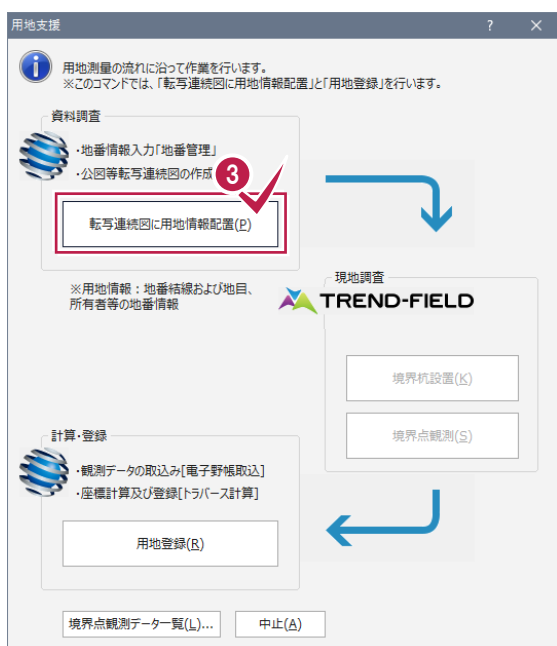 用地支援
? ×
用地測量の流れに沿って作業を行います。
※このコマンドでは、「転写連続図に用地情報配置」と「用地登録」を行います。
資料調査
・地番情報入力「地番管理」
・公図等転写連続図の作成
3
転写連続図に用地情報配置(P)
※用地情報：地番結線および地目、
所有者等の地番情報
現地調査
TREND-FIELD
境界杭設置(K)
境界点観測(S)
計算・登録
・観測データの取込み[電子野帳取込]
・座標計算及び登録[トラバース計算]
用地登録(R)
境界点観測データ一覧(L)...
中止(A)